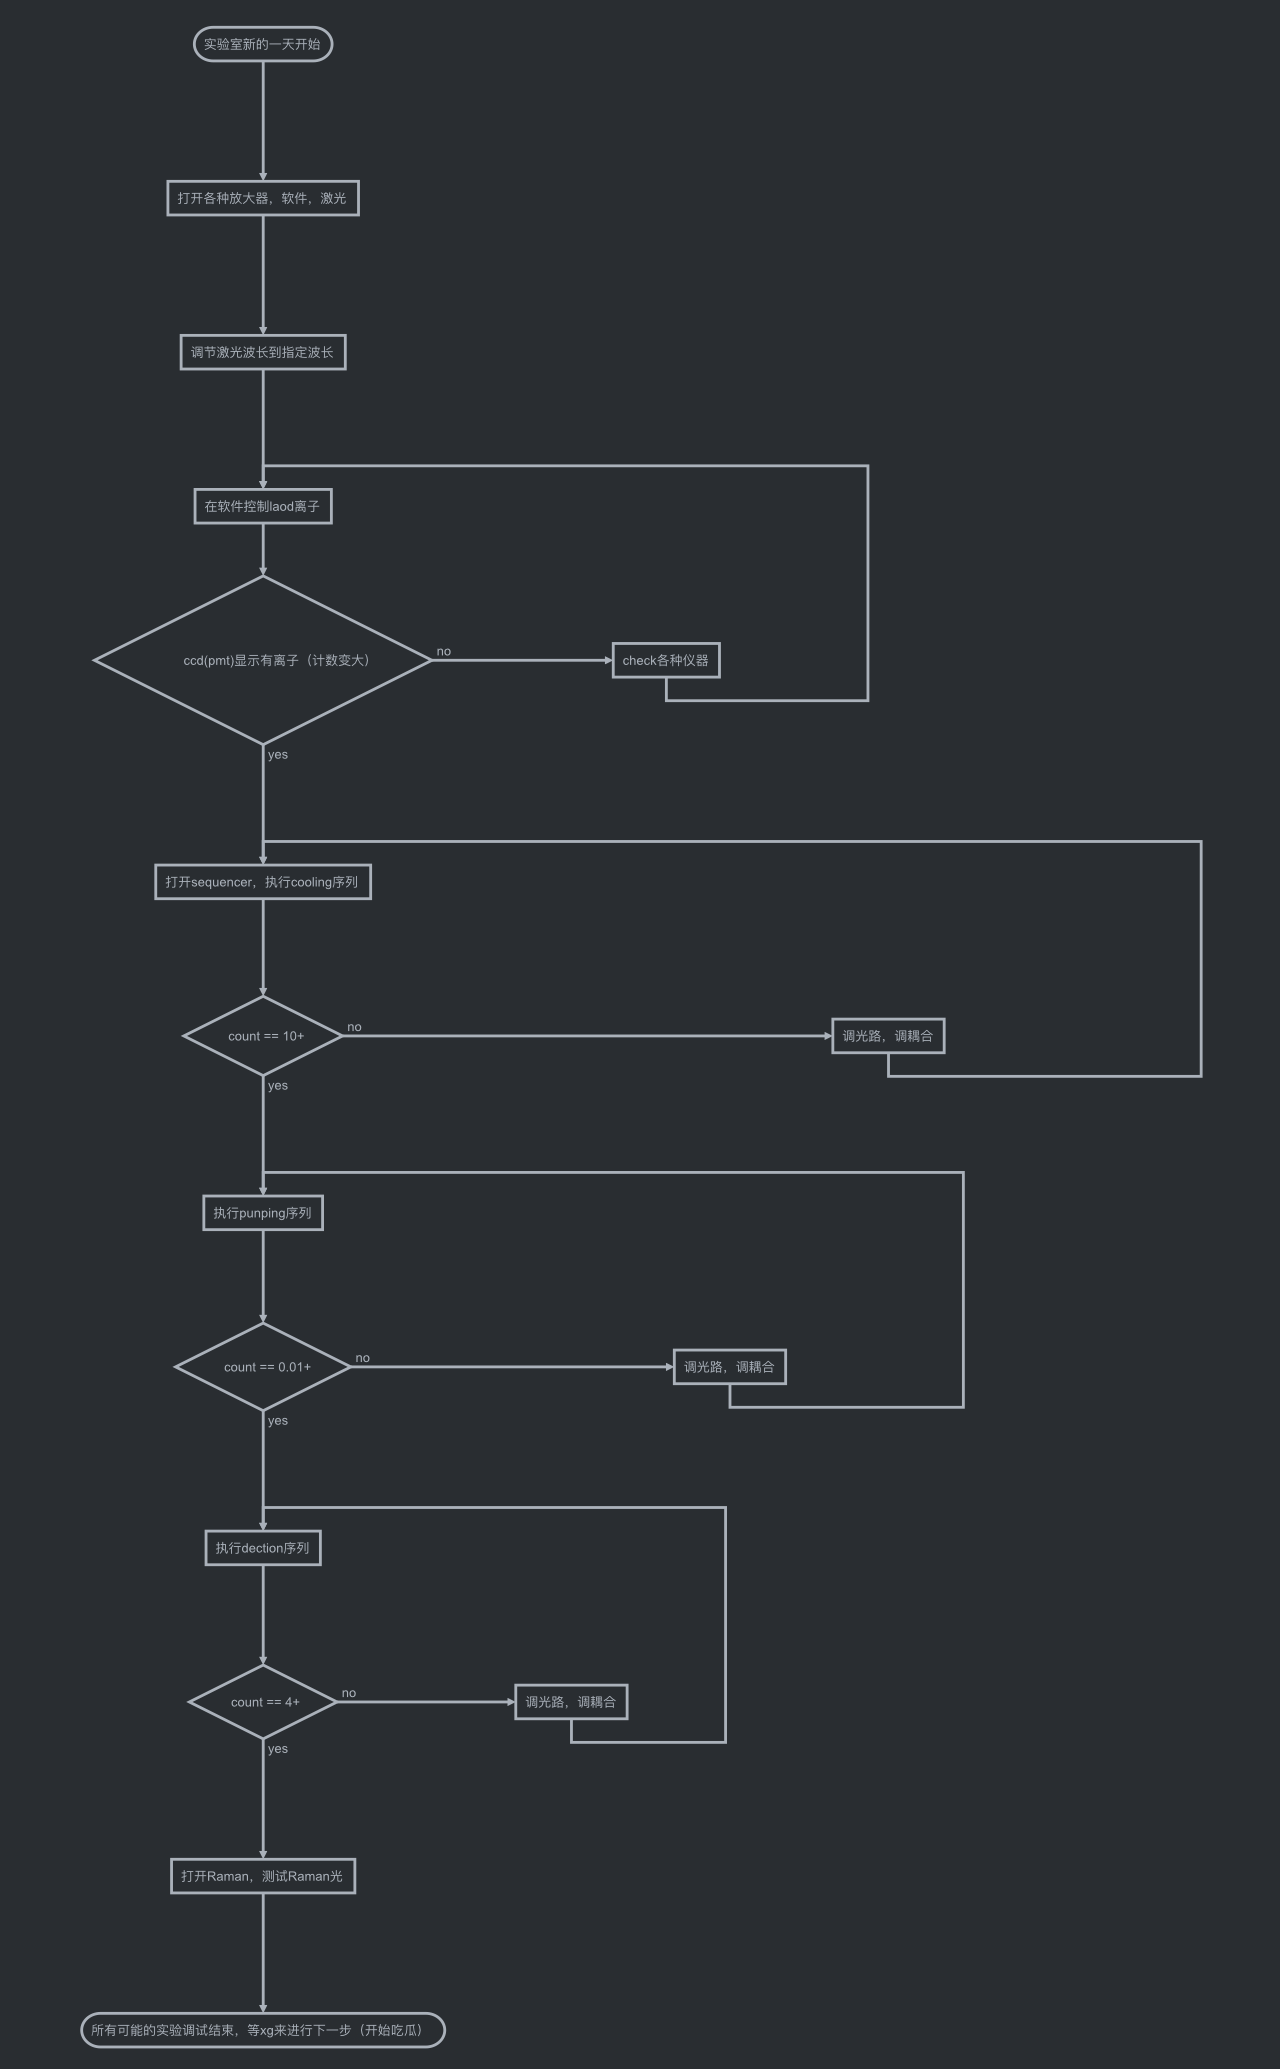 实验室新的一天开始
打开各种放大器，软件，激光
调节激光波长到指定波长
在软件控制laod离子
ccd(pmt)显示有离子（计数变大）
no
check各种仪器
yes
打开sequencer，执行cooling序列
count == 10+
no
调光路，调耦合
yes
执行punping序列
count == 0.01+
no
调光路，调耦合
yes
执行dection序列
count == 4+
no
调光路，调耦合
yes
打开Raman，测试Raman光
所有可能的实验调试结束，等xg来进行下一步（开始吃瓜）